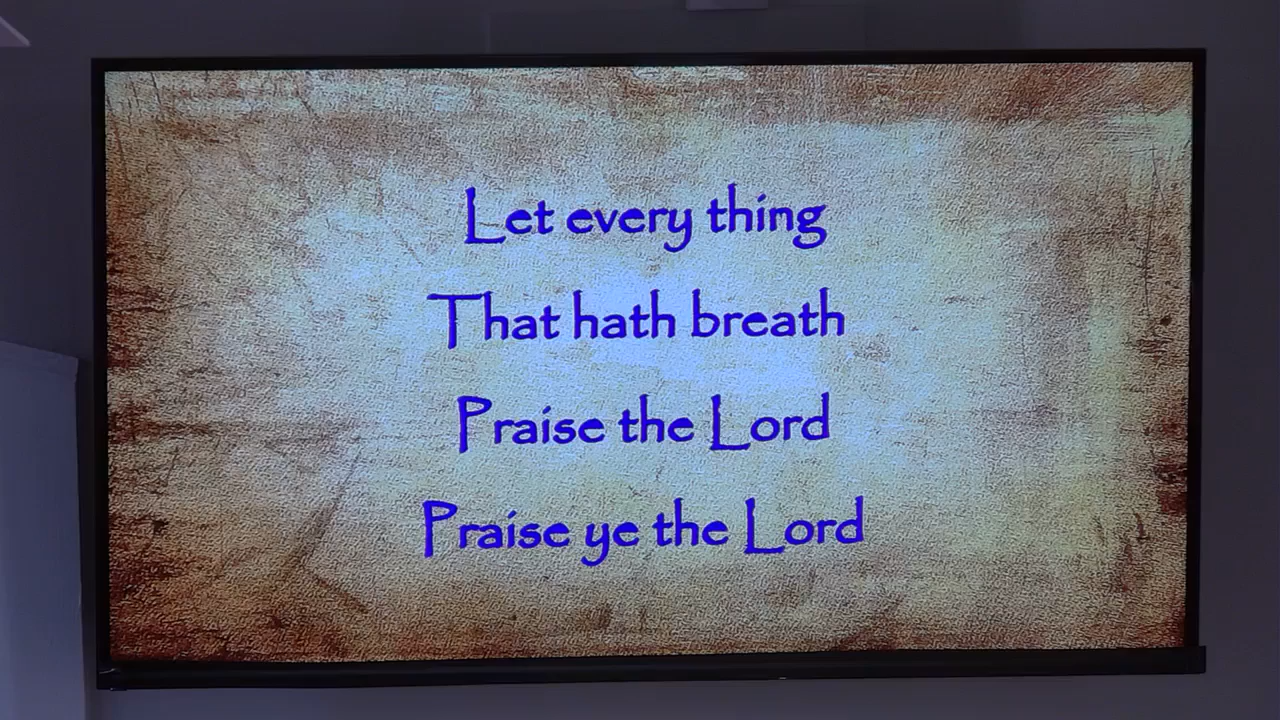 Let every thing
That hath breath
Praise the Lord
Praise ye the Lord